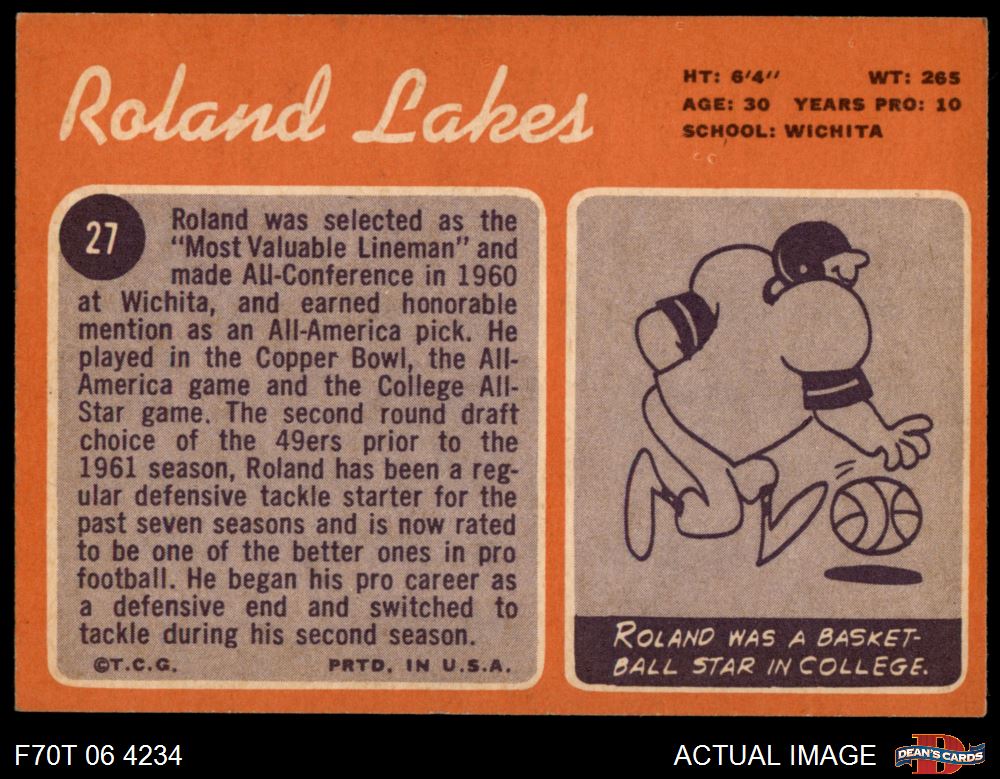 Roland Lakes
HT: 6'4" WT: 265
AGE: 30 YEARS PRO: 10
SCHOOL: WICHITA
27
Roland was selected as the
"Most Valuable Lineman" and
made All-Conference in 1960
at Wichita, and earned honorable
mention as an All-America pick. He
played in the Copper Bowl, the All-
America game and the College All-
Star game. The second round draft
choice of the 49ers prior to the
1961 season, Roland has been a reg-
ular defensive tackle starter for the
past seven seasons and is now rated
to be one of the better ones in pro
football. He began his pro career as
a defensive end and switched to
tackle during his second season.
©T.C.G. PRTD. IN U.S.A.
ROLAND WAS A BASKET-
BALL STAR IN COLLEGE.
F70T 06 4234
ACTUAL IMAGE
D
DEAN'S CARDS